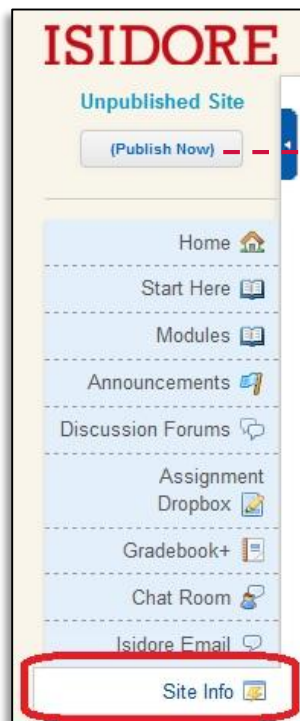 ISIDORE
Unpublished Site
(Publish Now)
Home
Start Here
Modules
Announcements
Discussion Forums
Assignment
Dropbox
Gradebook+
Chat Room
Isidore Email
Site Info